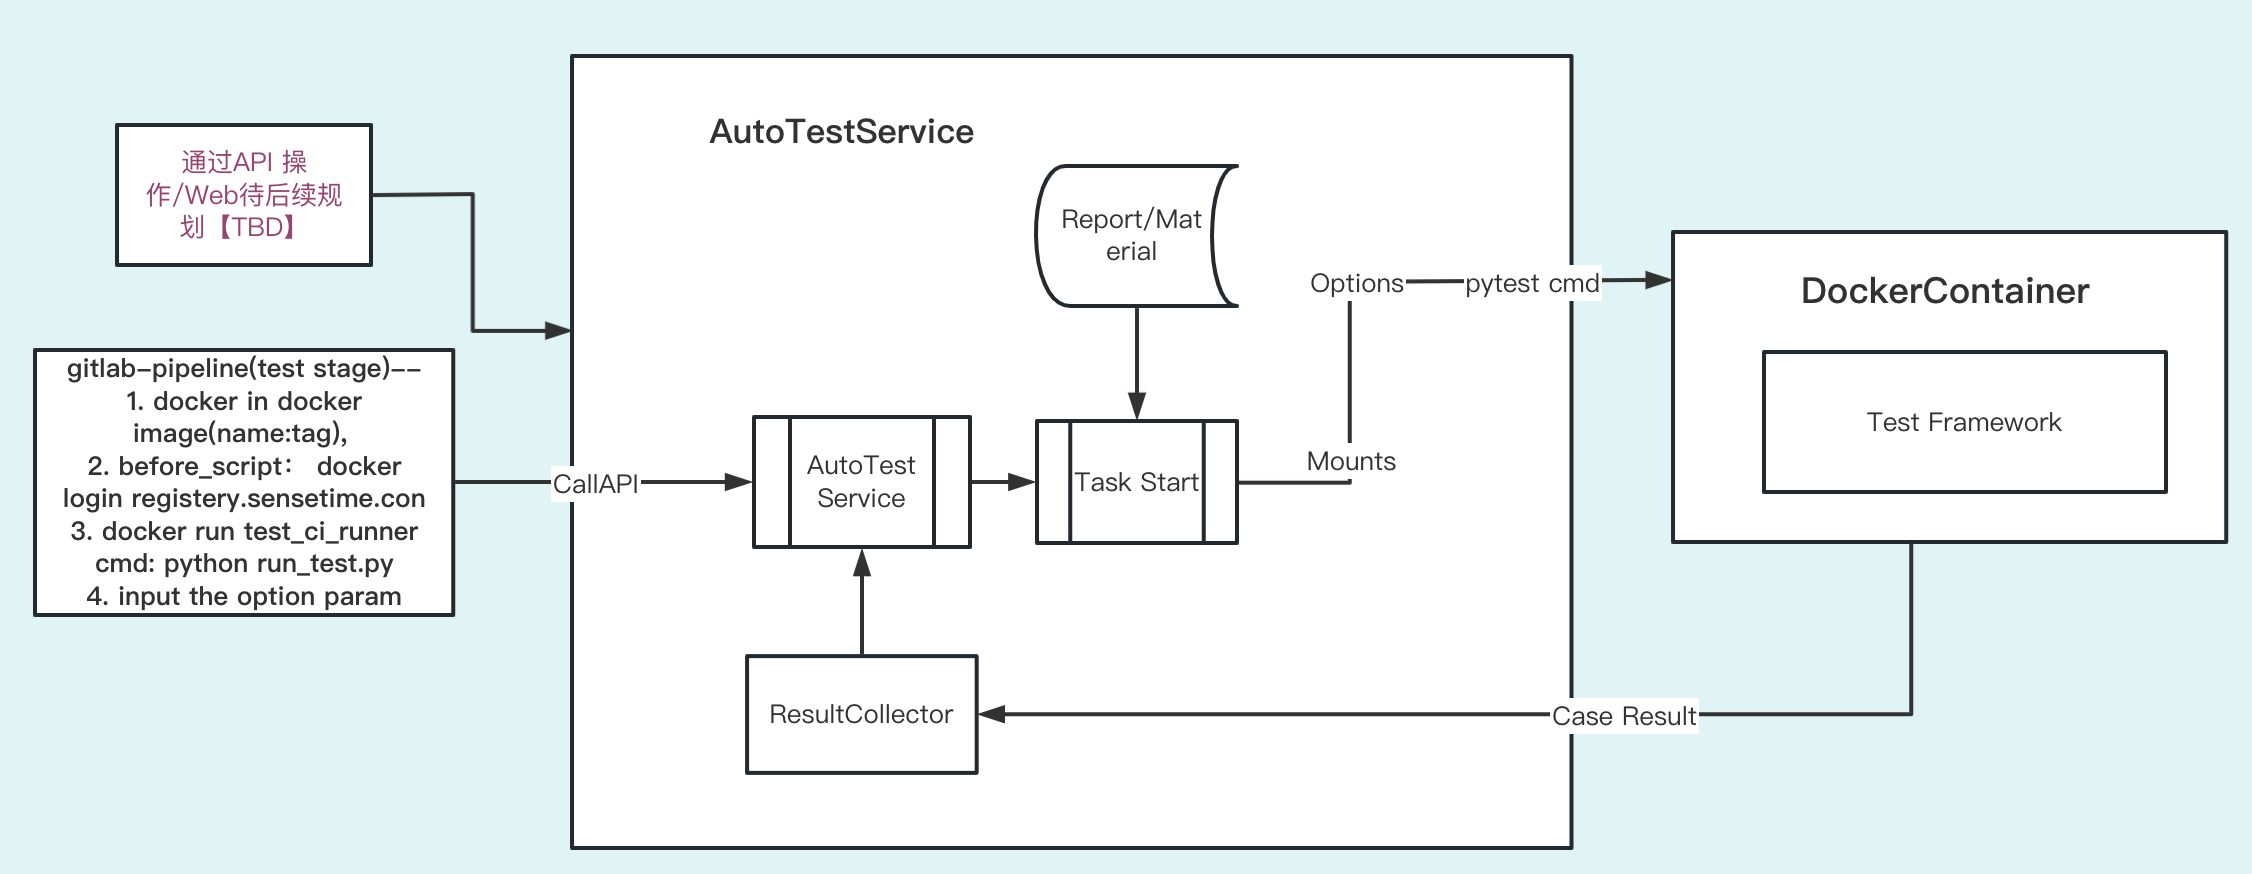 AutoTestService
通过API 操
作/Web待后续规
划【TBD】
Report/Mat
erial
Options
pytest cmd
DockerContainer
Test Framework
gitlab-pipeline(test stage)--
1. docker in docker
image(name:tag),
2. before_script： docker
login registery.sensetime.con
3. docker run test_ci_runner
cmd: python run_test.py
4. input the option param
CallAPI
AutoTest
Service
Task Start
Mounts
ResultCollector
Case Result